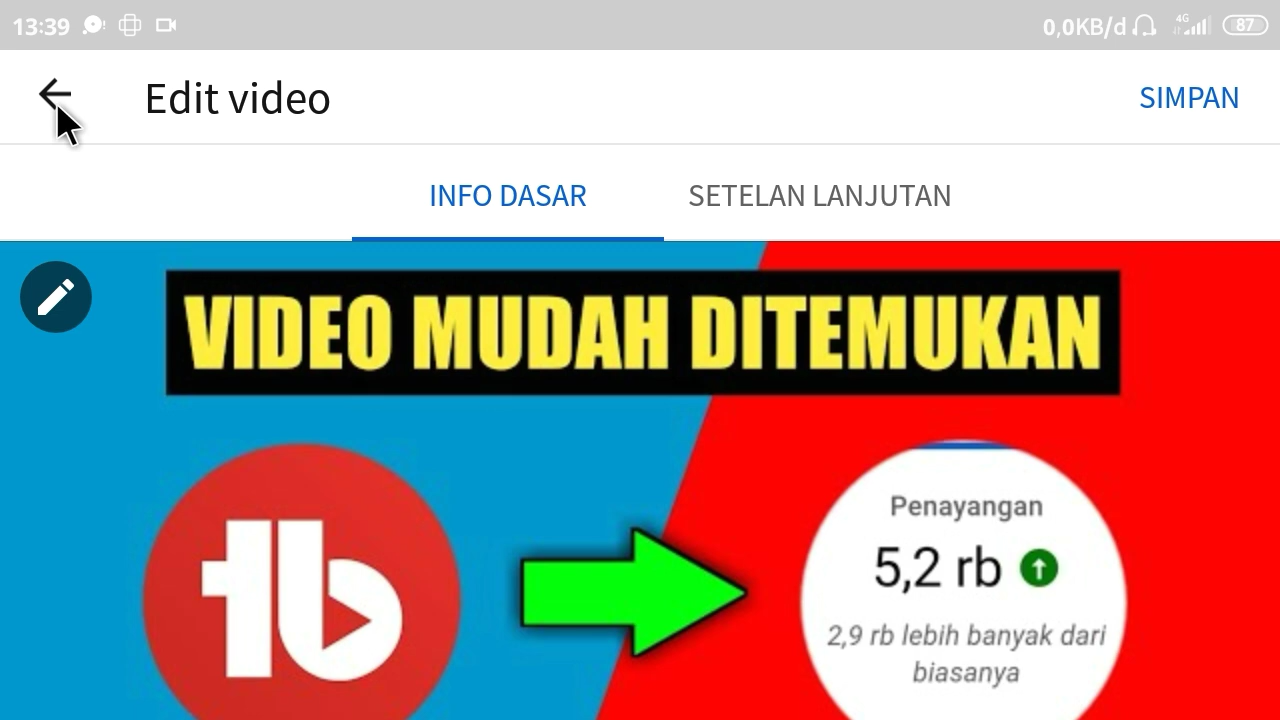 13:39
0,0KB/d 4G 87
Edit video
SIMPAN
INFO DASAR
SETELAN LANJUTAN
VIDEO MUDAH DITEMUKAN
tb
Penayangan
5,2 rb
2,9 rb lebih banyak dari
biasanya